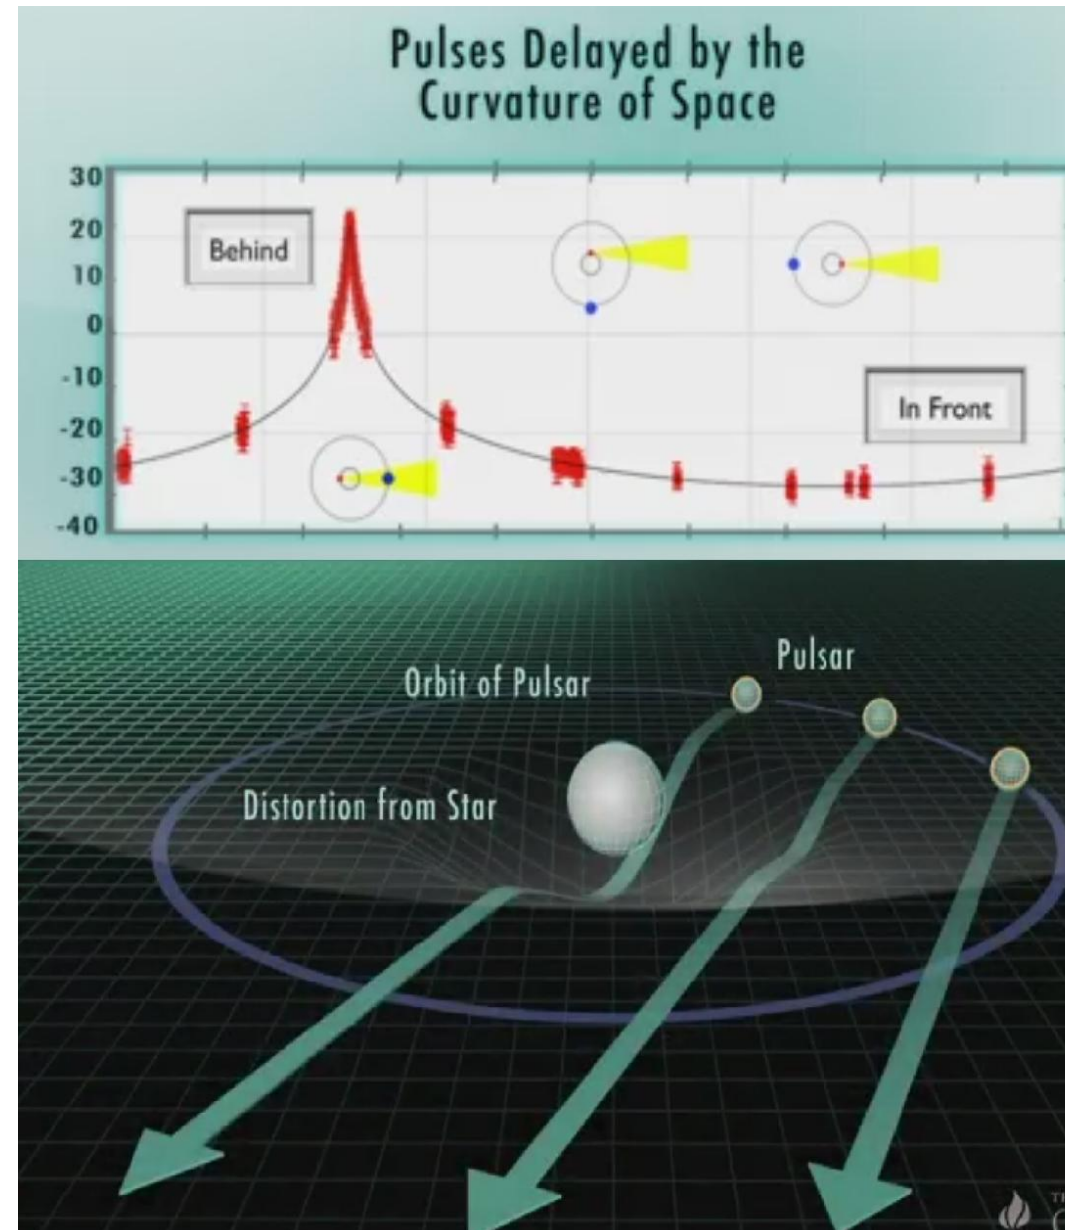 Pulses Delayed by the
Curvature of Space
30
20
10
0
-10
-20
-30
-40
Behind
In Front
Orbit of Pulsar
Pulsar
Distortion from Star